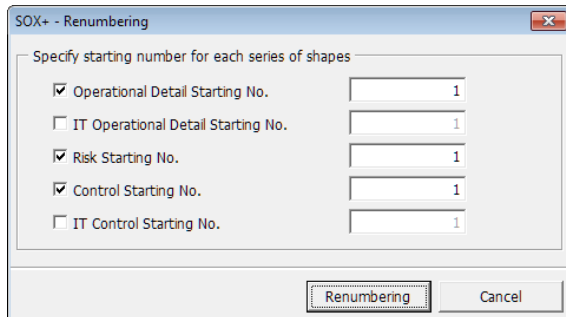 SOX+ - Renumbering
Specify starting number for each series of shapes
Operational Detail Starting No. 1
IT Operational Detail Starting No. 1
Risk Starting No. 1
Control Starting No. 1
IT Control Starting No. 1
Renumbering Cancel